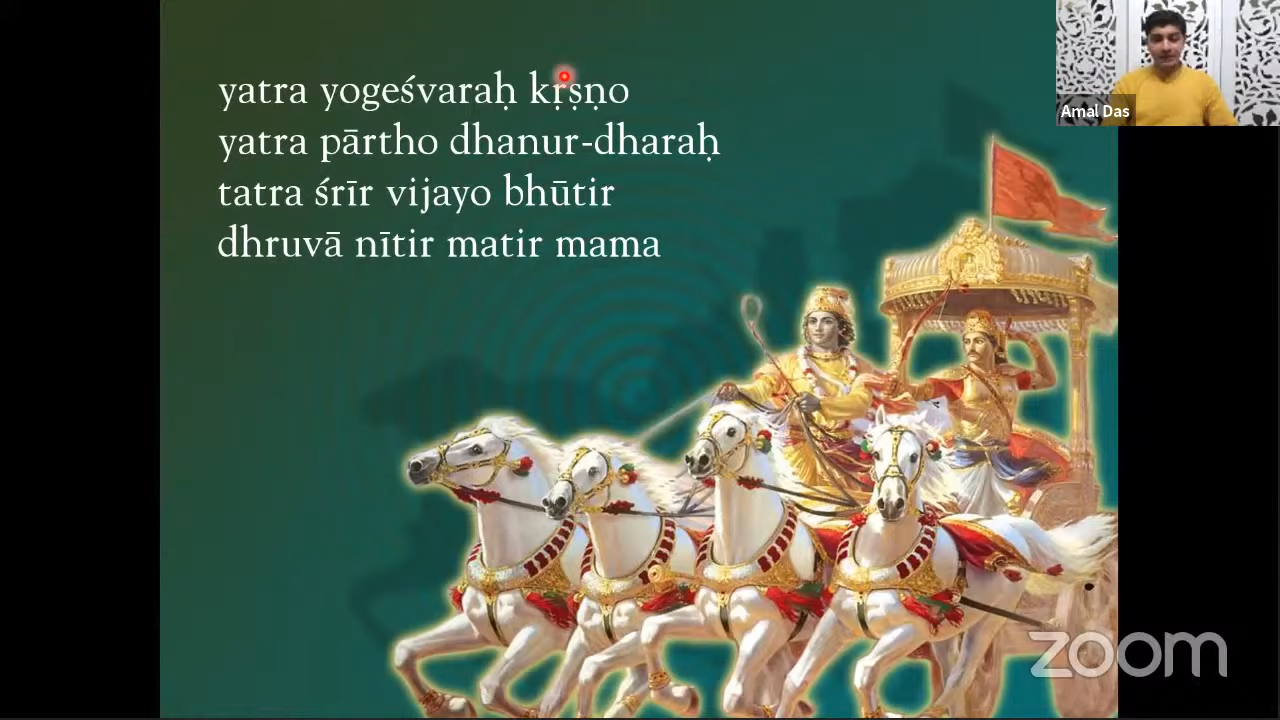 yatra yogeśvaraḥ kṛṣṇo
yatra pārtho dhanur-dharaḥ
tatra śrīr vijayo bhūtir
dhruvā nītir matir mama
Amal Das
zoom